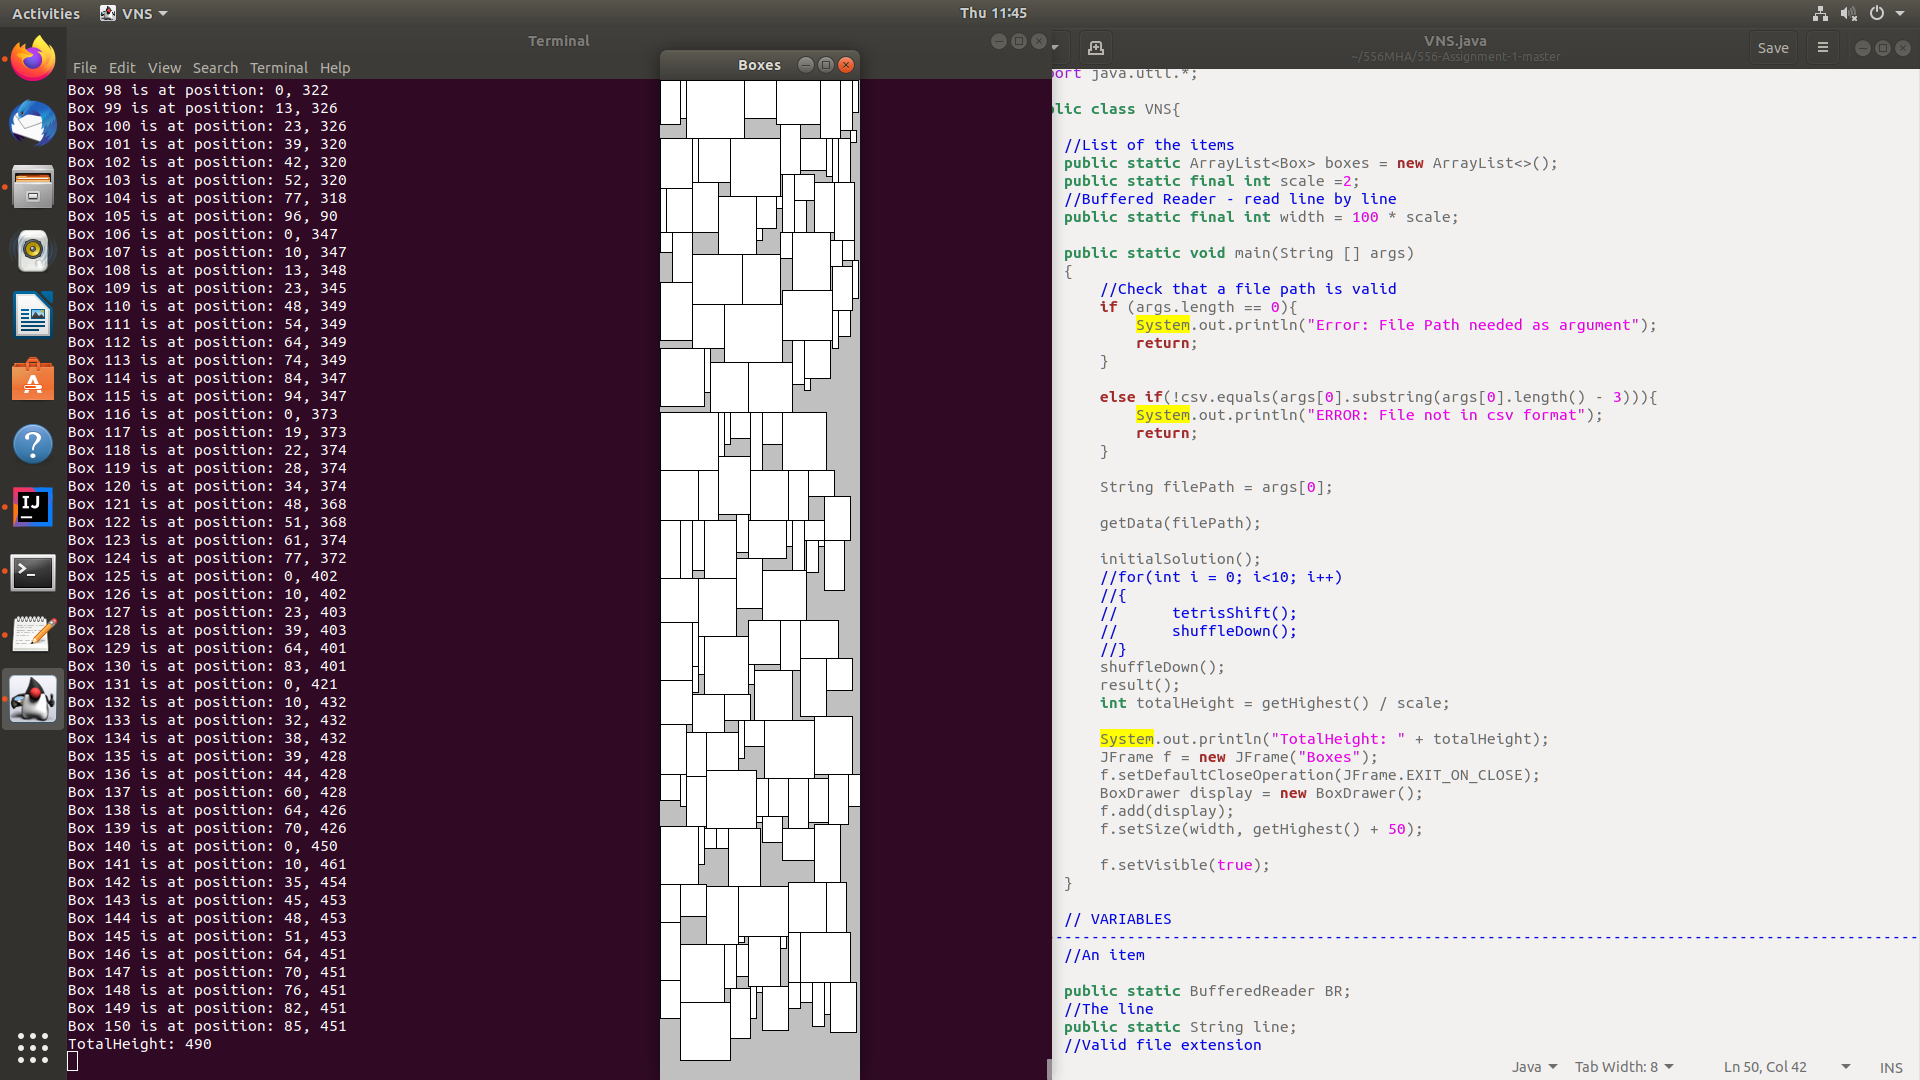 Activities VNS Thu 11:45
Terminal
File Edit View Search Terminal Help
Box 98 is at position: 0, 322
Box 99 is at position: 13, 326
Box 100 is at position: 23, 326
Box 101 is at position: 39, 320
Box 102 is at position: 42, 320
Box 103 is at position: 52, 320
Box 104 is at position: 77, 318
Box 105 is at position: 96, 90
Box 106 is at position: 0, 347
Box 107 is at position: 10, 347
Box 108 is at position: 13, 348
Box 109 is at position: 23, 345
Box 110 is at position: 48, 349
Box 111 is at position: 54, 349
Box 112 is at position: 64, 349
Box 113 is at position: 74, 349
Box 114 is at position: 84, 347
Box 115 is at position: 94, 347
Box 116 is at position: 0, 373
Box 117 is at position: 19, 373
Box 118 is at position: 22, 374
Box 119 is at position: 28, 374
Box 120 is at position: 34, 374
Box 121 is at position: 48, 368
Box 122 is at position: 51, 368
Box 123 is at position: 61, 374
Box 124 is at position: 77, 372
Box 125 is at position: 0, 402
Box 126 is at position: 10, 402
Box 127 is at position: 23, 403
Box 128 is at position: 39, 403
Box 129 is at position: 64, 401
Box 130 is at position: 83, 401
Box 131 is at position: 0, 421
Box 132 is at position: 10, 432
Box 133 is at position: 32, 432
Box 134 is at position: 38, 432
Box 135 is at position: 39, 428
Box 136 is at position: 44, 428
Box 137 is at position: 60, 428
Box 138 is at position: 64, 426
Box 139 is at position: 70, 426
Box 140 is at position: 0, 450
Box 141 is at position: 10, 461
Box 142 is at position: 35, 454
Box 143 is at position: 45, 453
Box 144 is at position: 48, 453
Box 145 is at position: 51, 453
Box 146 is at position: 64, 451
Box 147 is at position: 70, 451
Box 148 is at position: 76, 451
Box 149 is at position: 82, 451
Box 150 is at position: 85, 451
TotalHeight: 490
Boxes
VNS.java
~/556MHA/556-Assignment-1-master
Save
ort java.util.*;
lic class VNS{
//List of the items
public static ArrayList<Box> boxes = new ArrayList<>();
public static final int scale =2;
//Buffered Reader - read line by line
public static final int width = 100 * scale;
public static void main(String [] args)
{
//Check that a file path is valid
if (args.length == 0){
System.out.println("Error: File Path needed as argument");
return;
}
else if(!csv.equals(args[0].substring(args[0].length() - 3))){
System.out.println("ERROR: File not in csv format");
return;
}
String filePath = args[0];
getData(filePath);
initialSolution();
//for(int i = 0; i<10; i++)
//{
// tetrisShift();
// shuffleDown();
//}
shuffleDown();
result();
int totalHeight = getHighest() / scale;
System.out.println("TotalHeight: " + totalHeight);
JFrame f = new JFrame("Boxes");
f.setDefaultCloseOperation(JFrame.EXIT_ON_CLOSE);
BoxDrawer display = new BoxDrawer();
f.add(display);
f.setSize(width, getHighest() + 50);
f.setVisible(true);
}
// VARIABLES
//An item
public static BufferedReader BR;
//The line
public static String line;
//Valid file extension
Java Tab Width: 8 Ln 50, Col 42 INS